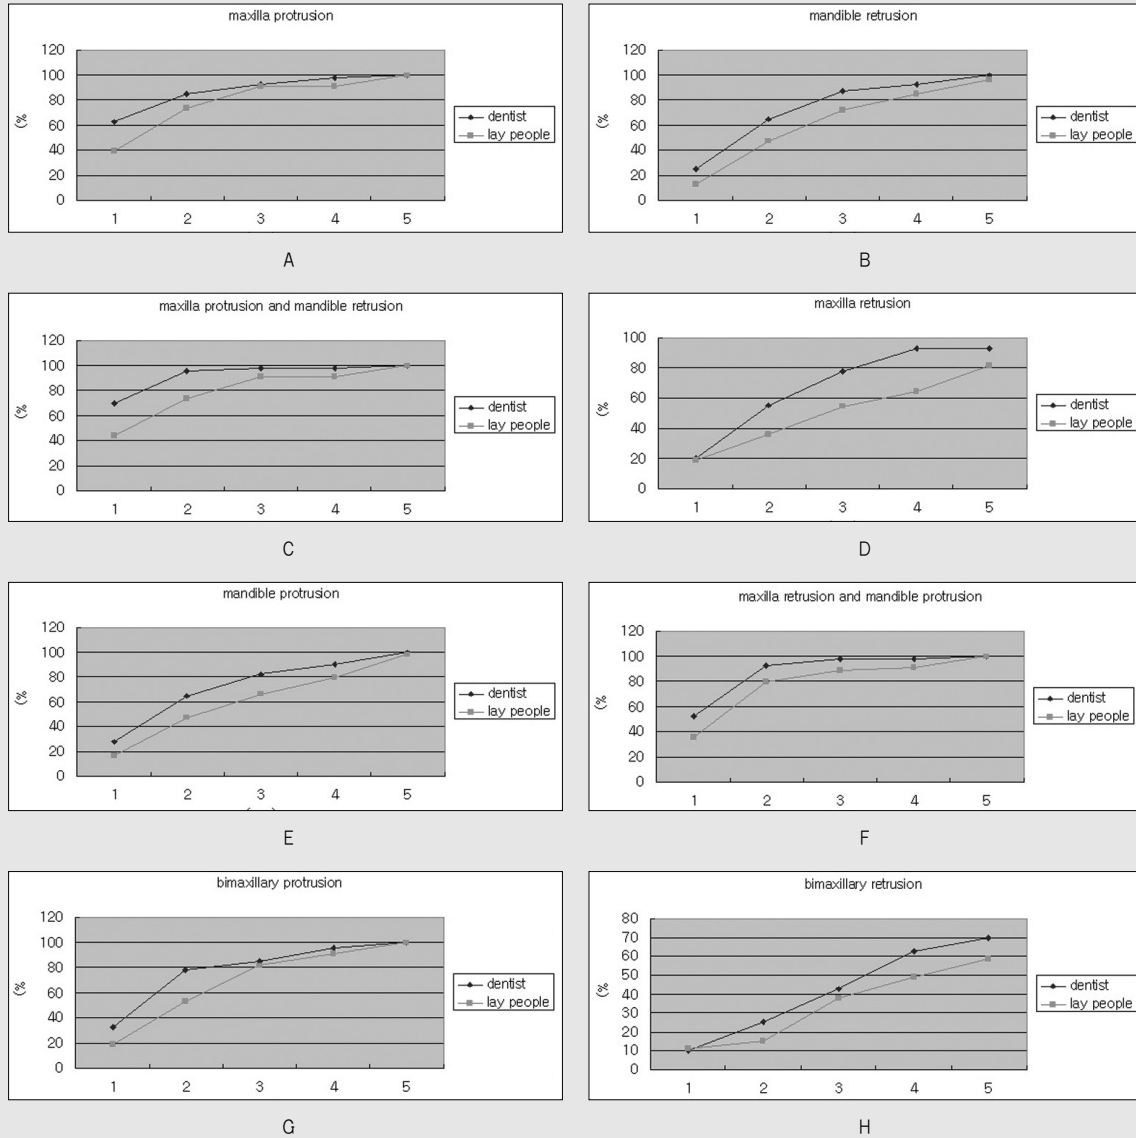 maxilla protrusion
120
100
80
60
40
20
0
(%
1 2 3 4 5
dentist
lay people
A
mandible retrusion
120
100
80
60
40
20
0
(%
1 2 3 4 5
dentist
lay people
B
maxilla protrusion and mandible retrusion
120
100
80
60
40
20
0
(%
1 2 3 4 5
dentist
lay people
C
maxilla retrusion
100
80
60
40
20
0
(%
1 2 3 4 5
dentist
lay people
D
mandible protrusion
120
100
80
60
40
20
0
(%
1 2 3 4 5
dentist
lay people
E
maxilla retrusion and mandible protrusion
120
100
80
60
40
20
0
(%
1 2 3 4 5
dentist
lay people
F
bimaxillary protrusion
120
100
80
60
40
20
0
(%
1 2 3 4 5
dentist
lay people
G
bimaxillary retrusion
80
70
60
50
40
30
20
10
0
(%
1 2 3 4 5
dentist
lay people
H